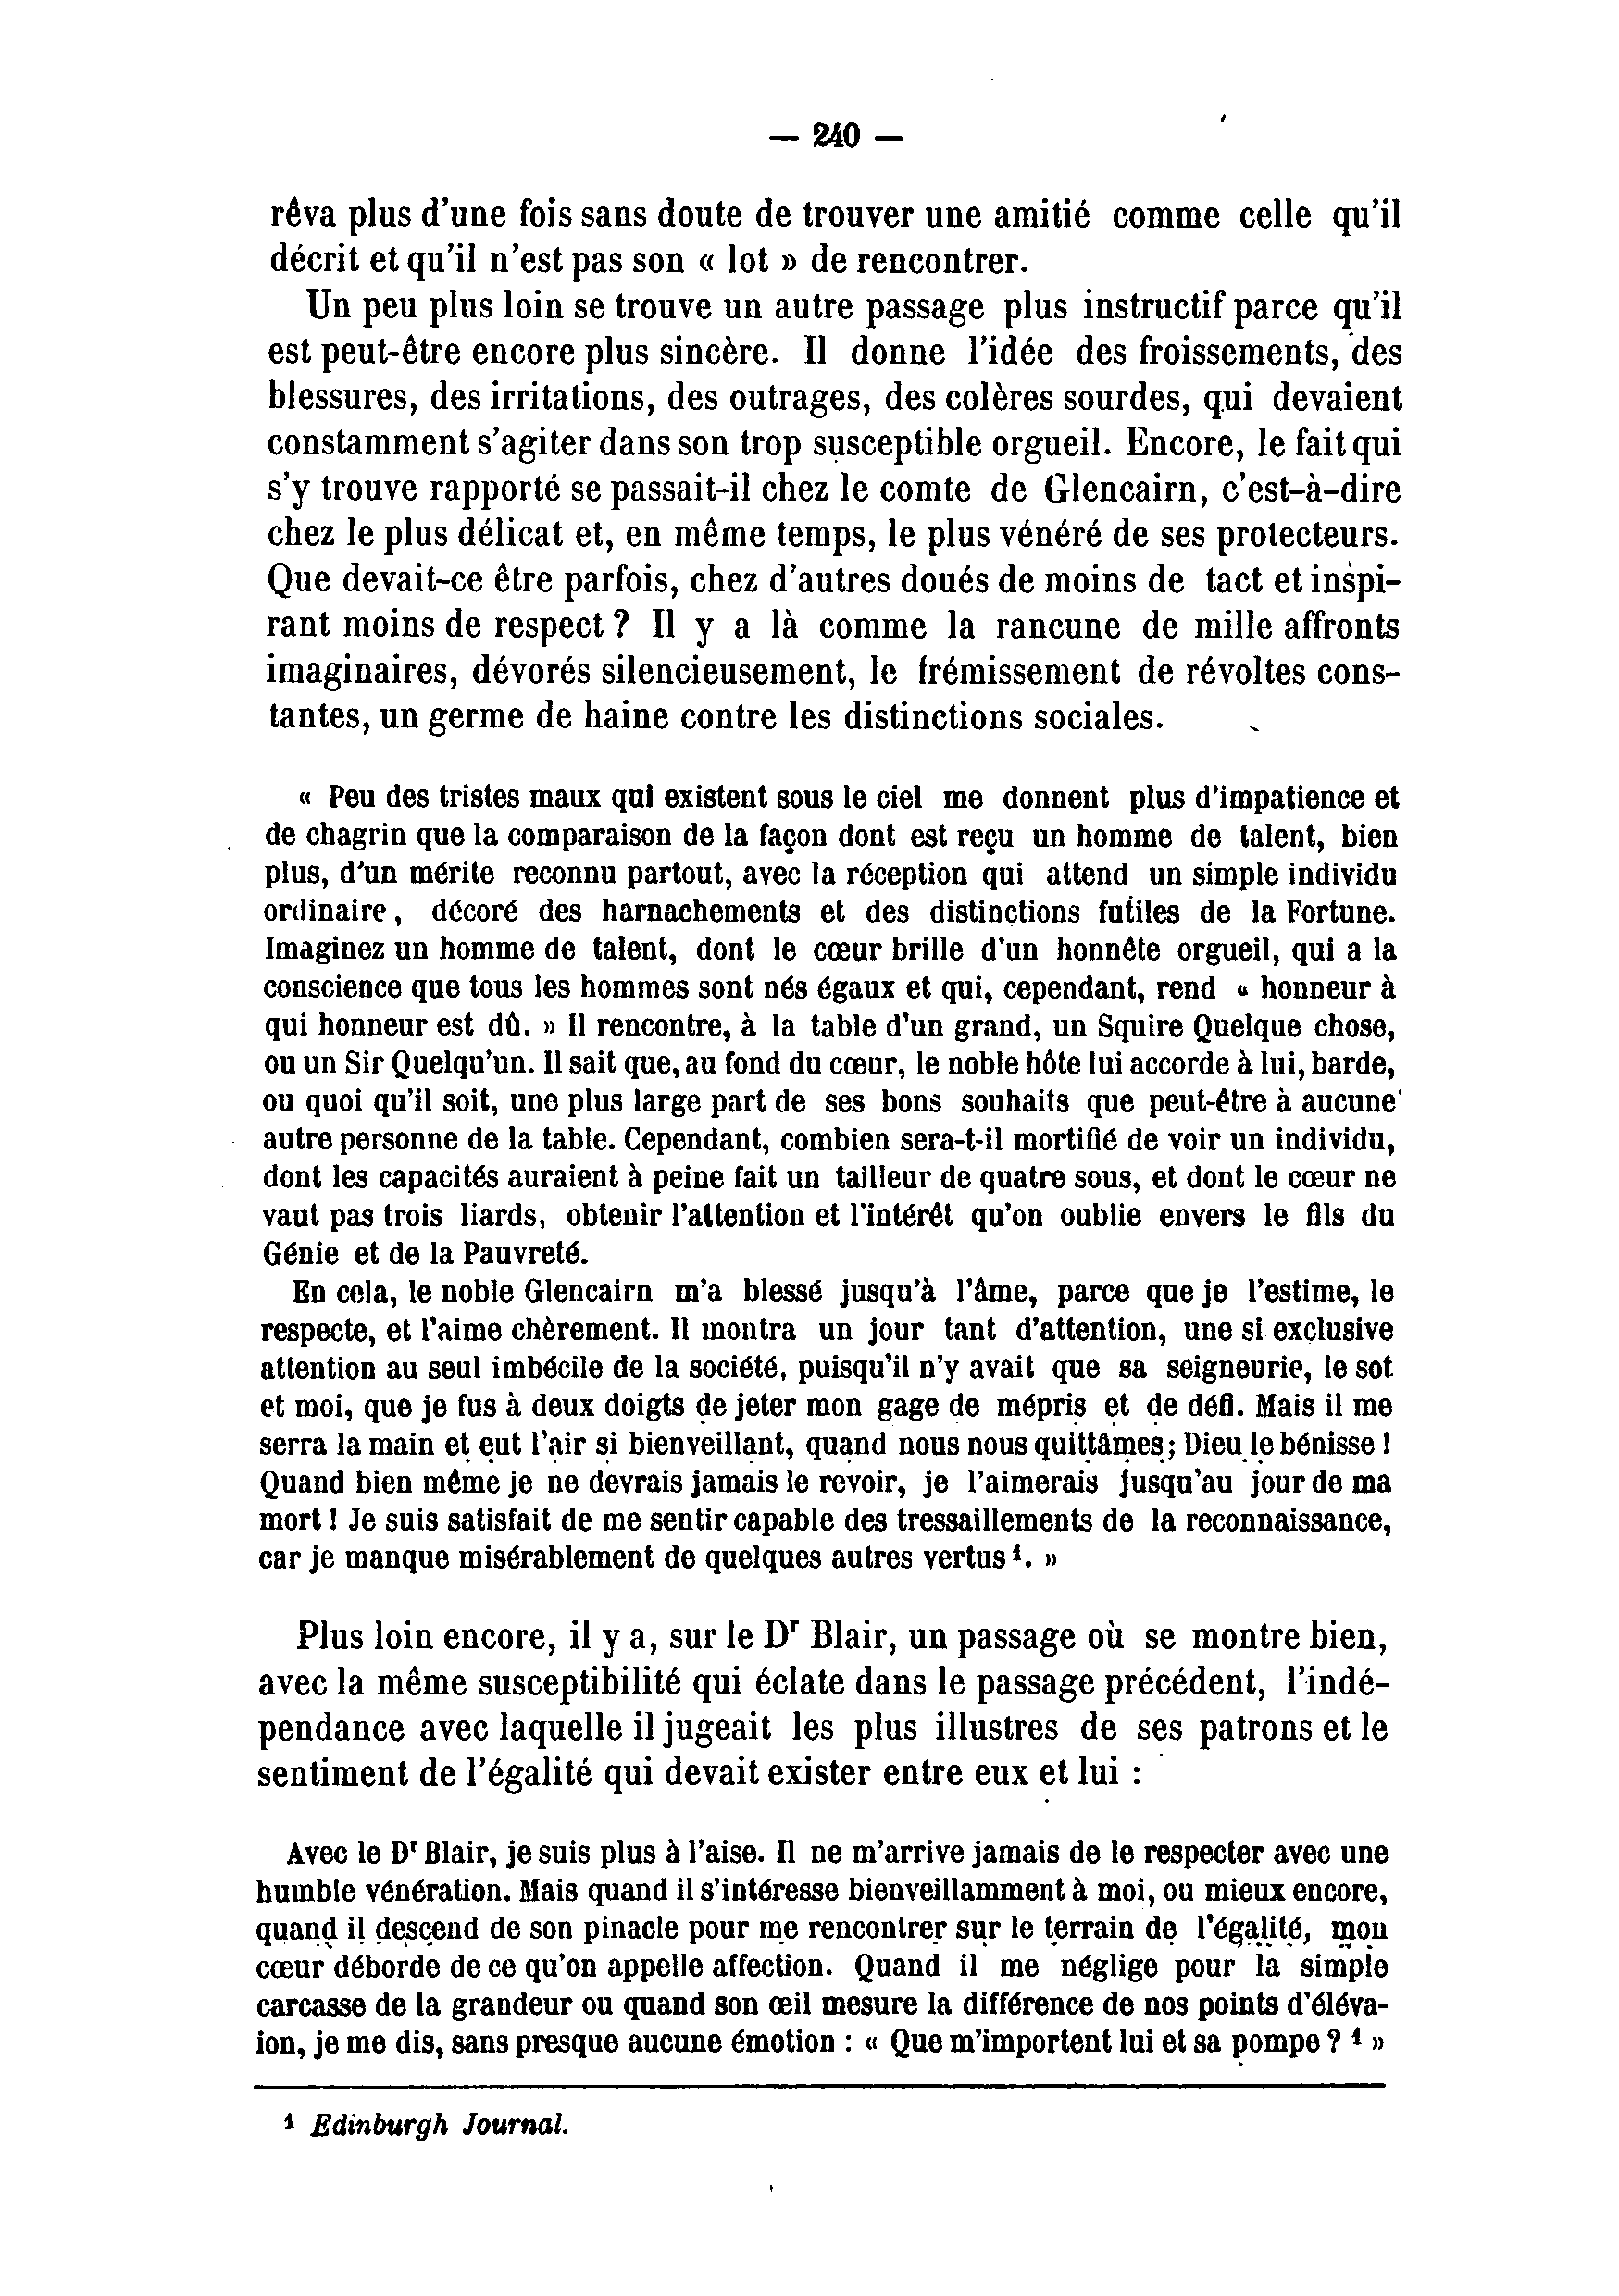 — 240 —
rêva plus d'une fois sans doute de trouver une amitié comme celle qu'il
décrit et qu'il n'est pas son « lot » de rencontrer.
Un peu plus loin se trouve un autre passage plus instructif parce qu'il
est peut-être encore plus sincère. Il donne l'idée des froissements, des
blessures, des irritations, des outrages, des colères sourdes, qui devaient
constamment s'agiter dans son trop susceptible orgueil. Encore, le fait qui
s'y trouve rapporté se passait-il chez le comte de Glencairn, c'est-à-dire
chez le plus délicat et, en même temps, le plus vénéré de ses protecteurs.
Que devait-ce être parfois, chez d'autres doués de moins de tact et inspi-
rant moins de respect ? Il y a là comme la rancune de mille affronts
imaginaires, dévorés silencieusement, le frémissement de révoltes cons-
tantes, un germe de haine contre les distinctions sociales.
« Peu des tristes maux qui existent sous le ciel me donnent plus d'impatience et
de chagrin que la comparaison de la façon dont est reçu un homme de talent, bien
plus, d'un mérite reconnu partout, avec la réception qui attend un simple individu
ordinaire, décoré des harnachements et des distinctions futiles de la Fortune.
Imaginez un homme de talent, dont le cœur brille d'un honnête orgueil, qui a la
conscience que tous les hommes sont nés égaux et qui, cependant, rend « honneur à
qui honneur est dû. » Il rencontre, à la table d'un grand, un Squire Quelque chose,
ou un Sir Quelqu'un. Il sait que, au fond du cœur, le noble hôte lui accorde à lui, barde,
ou quoi qu'il soit, une plus large part de ses bons souhaits que peut-être à aucune
autre personne de la table. Cependant, combien sera-t-il mortifié de voir un individu,
dont les capacités auraient à peine fait un tailleur de quatre sous, et dont le cœur ne
vaut pas trois liards, obtenir l'attention et l'intérêt qu'on oublie envers le fils du
Génie et de la Pauvreté.
En cela, le noble Glencairn m'a blessé jusqu'à l'âme, parce que je l'estime, le
respecte, et l'aime chèrement. Il montra un jour tant d'attention, une si exclusive
attention au seul imbécile de la société, puisqu'il n'y avait que sa seigneurie, le sot
et moi, que je fus à deux doigts de jeter mon gage de mépris et de défi. Mais il me
serra la main et eut l'air si bienveillant, quand nous nous quittâmes ; Dieu le bénisse !
Quand bien même je ne devrais jamais le revoir, je l'aimerais jusqu'au jour de ma
mort ! Je suis satisfait de me sentir capable des tressaillements de la reconnaissance,
car je manque misérablement de quelques autres vertus ¹. »
Plus loin encore, il y a, sur le Dʳ Blair, un passage où se montre bien,
avec la même susceptibilité qui éclate dans le passage précédent, l'indé-
pendance avec laquelle il jugeait les plus illustres de ses patrons et le
sentiment de l'égalité qui devait exister entre eux et lui :
Avec le Dʳ Blair, je suis plus à l'aise. Il ne m'arrive jamais de le respecter avec une
humble vénération. Mais quand il s'intéresse bienveillamment à moi, ou mieux encore,
quand il descend de son pinacle pour me rencontrer sur le terrain de l'égalité, mon
cœur déborde de ce qu'on appelle affection. Quand il me néglige pour la simple
carcasse de la grandeur ou quand son œil mesure la différence de nos points d'éléva-
ion, je me dis, sans presque aucune émotion : « Que m'importent lui et sa pompe ? ¹ »
¹ Edinburgh Journal.